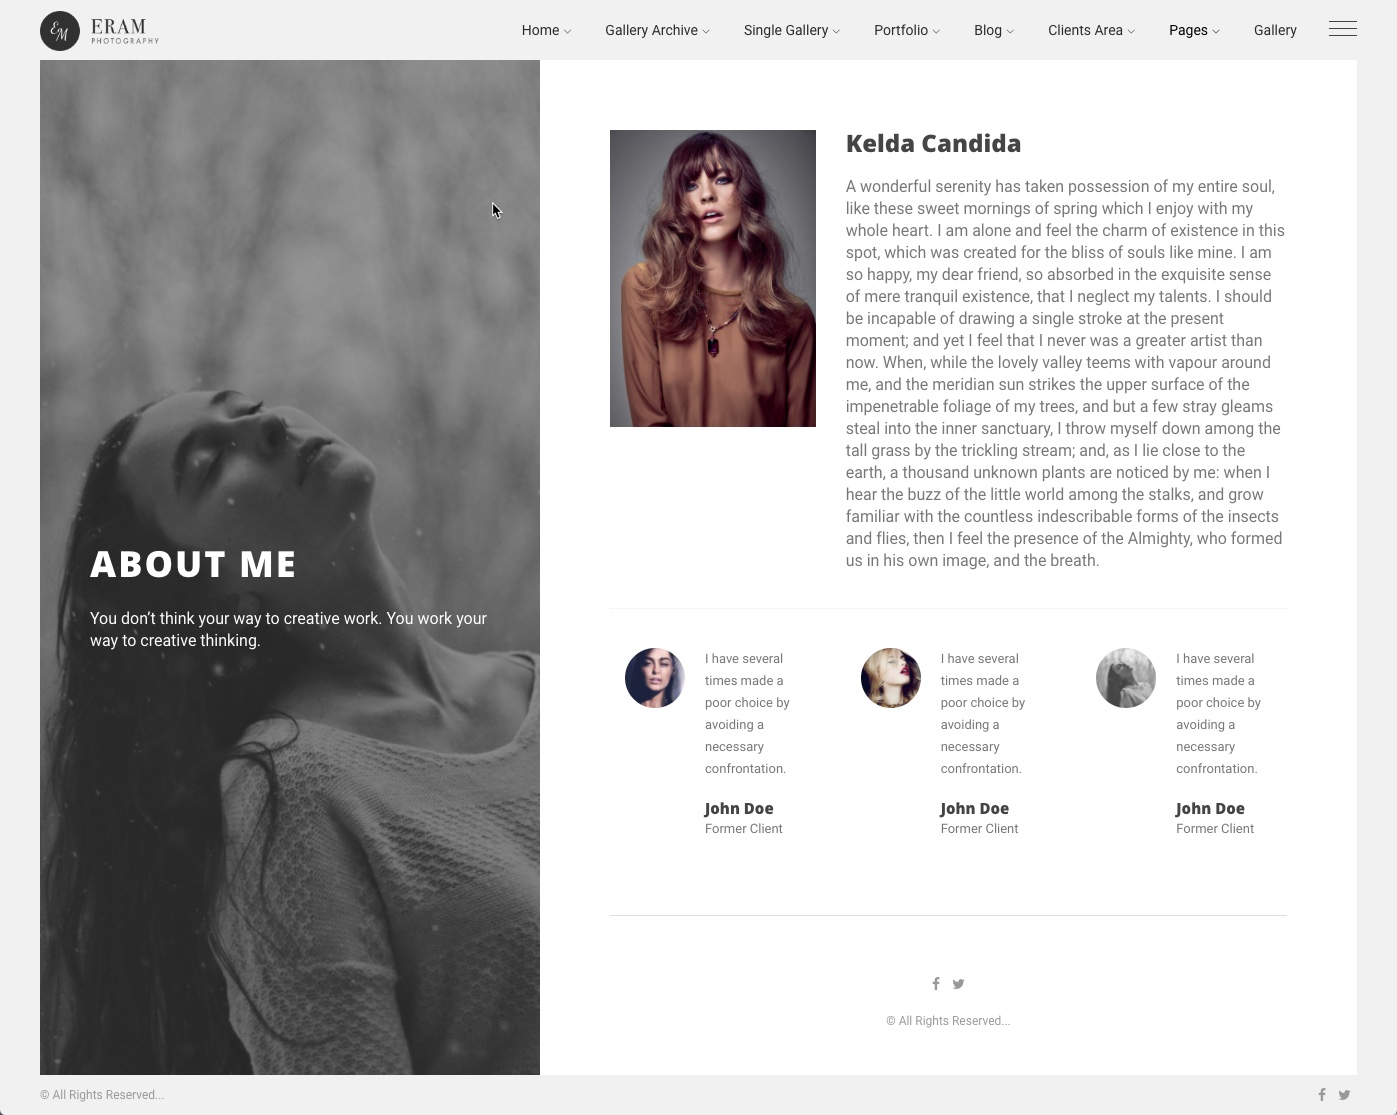 EM
ERAM
PHOTOGRAPHY
Home
Gallery Archive
Single Gallery
Portfolio
Blog
Clients Area
Pages
Gallery
ABOUT ME
You don’t think your way to creative work. You work your
way to creative thinking.
Kelda Candida
A wonderful serenity has taken possession of my entire soul,
like these sweet mornings of spring which I enjoy with my
whole heart. I am alone and feel the charm of existence in this
spot, which was created for the bliss of souls like mine. I am
so happy, my dear friend, so absorbed in the exquisite sense
of mere tranquil existence, that I neglect my talents. I should
be incapable of drawing a single stroke at the present
moment; and yet I feel that I never was a greater artist than
now. When, while the lovely valley teems with vapour around
me, and the meridian sun strikes the upper surface of the
impenetrable foliage of my trees, and but a few stray gleams
steal into the inner sanctuary, I throw myself down among the
tall grass by the trickling stream; and, as I lie close to the
earth, a thousand unknown plants are noticed by me: when I
hear the buzz of the little world among the stalks, and grow
familiar with the countless indescribable forms of the insects
and flies, then I feel the presence of the Almighty, who formed
us in his own image, and the breath.
I have several
times made a
poor choice by
avoiding a
necessary
confrontation.
John Doe
Former Client
I have several
times made a
poor choice by
avoiding a
necessary
confrontation.
John Doe
Former Client
I have several
times made a
poor choice by
avoiding a
necessary
confrontation.
John Doe
Former Client
© All Rights Reserved...
© All Rights Reserved...